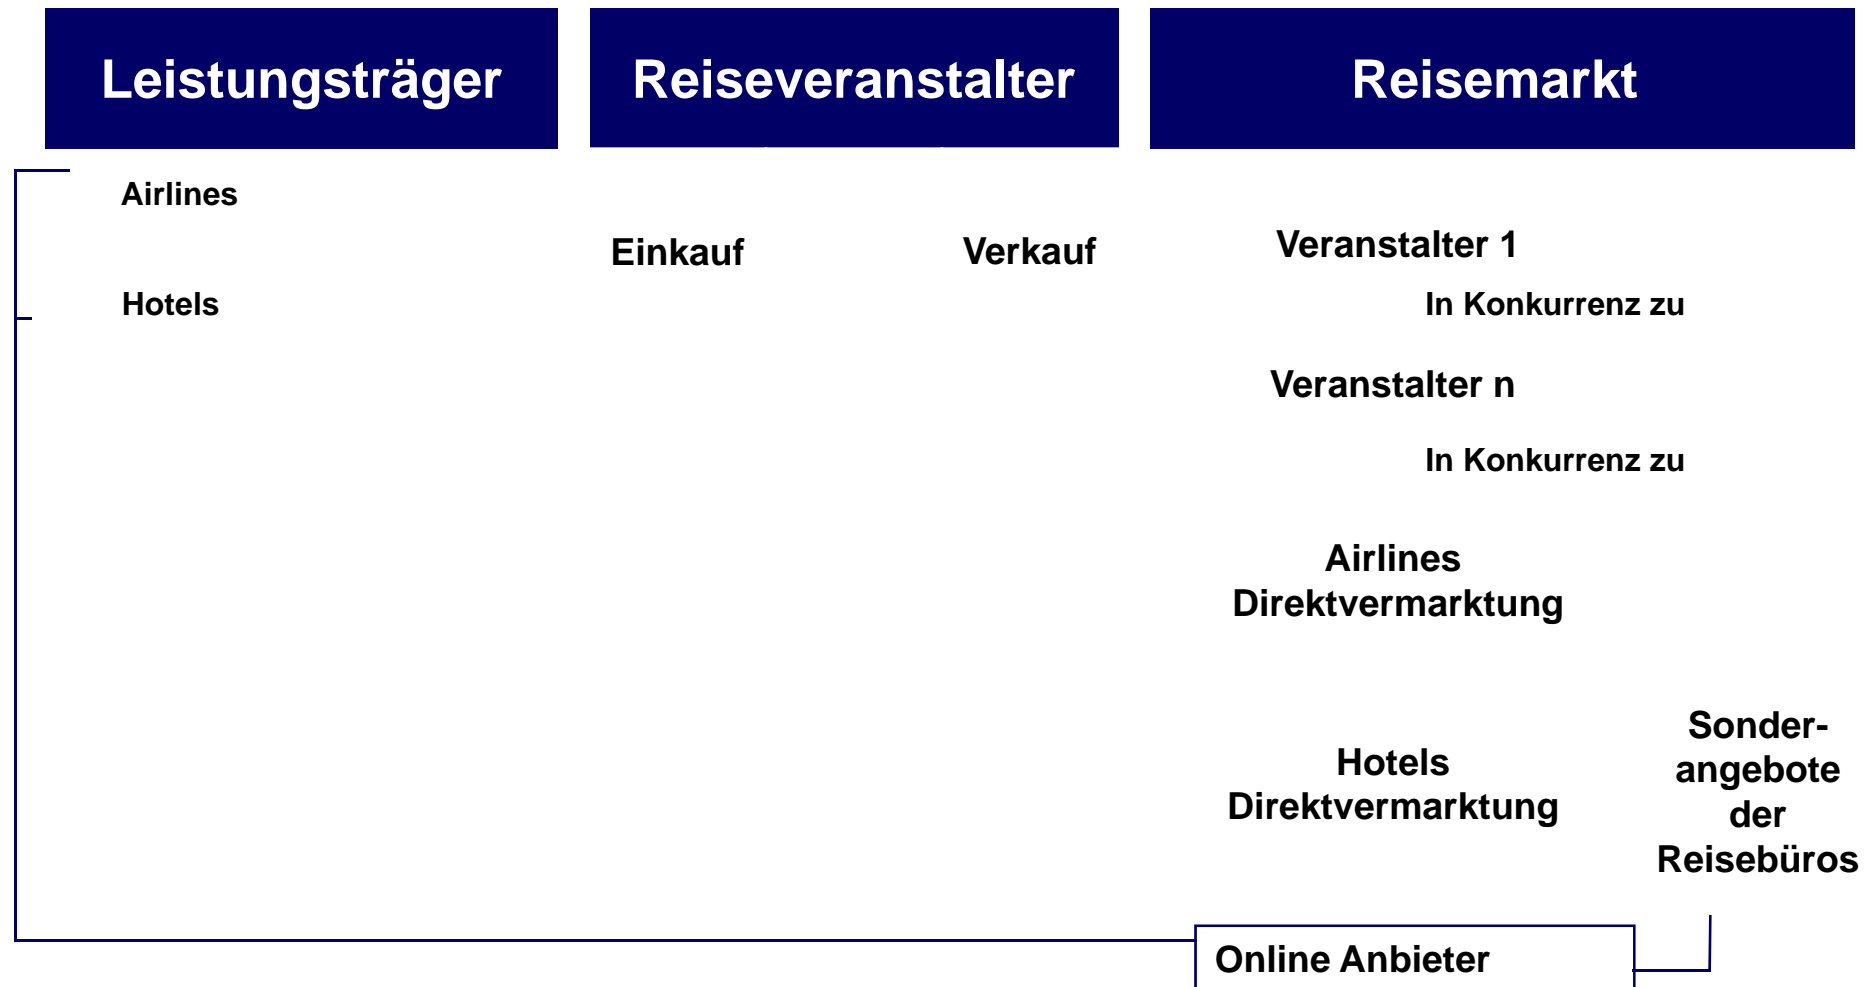 Leistungsträger
Reiseveranstalter
Reisemarkt
Airlines
Hotels
Einkauf
Verkauf
Veranstalter 1
In Konkurrenz zu
Veranstalter n
In Konkurrenz zu
Airlines
Direktvermarktung
Hotels
Direktvermarktung
Sonder-
angebote
der
Reisebüros
Online Anbieter